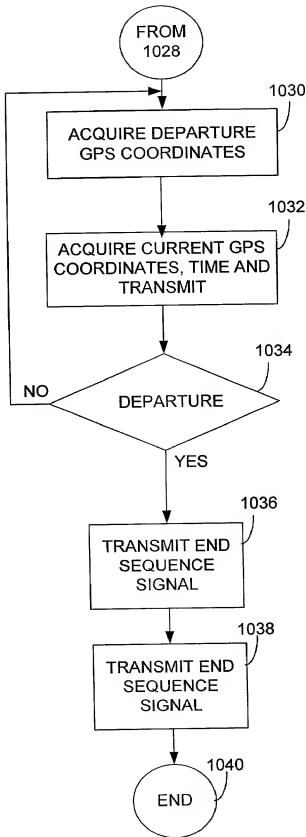 FROM
1028
1030
ACQUIRE DEPARTURE
GPS COORDINATES
1032
ACQUIRE CURRENT GPS
COORDINATES, TIME AND
TRANSMIT
1034
NO
DEPARTURE
YES
1036
TRANSMIT END
SEQUENCE
SIGNAL
1038
TRANSMIT END
SEQUENCE
SIGNAL
1040
END